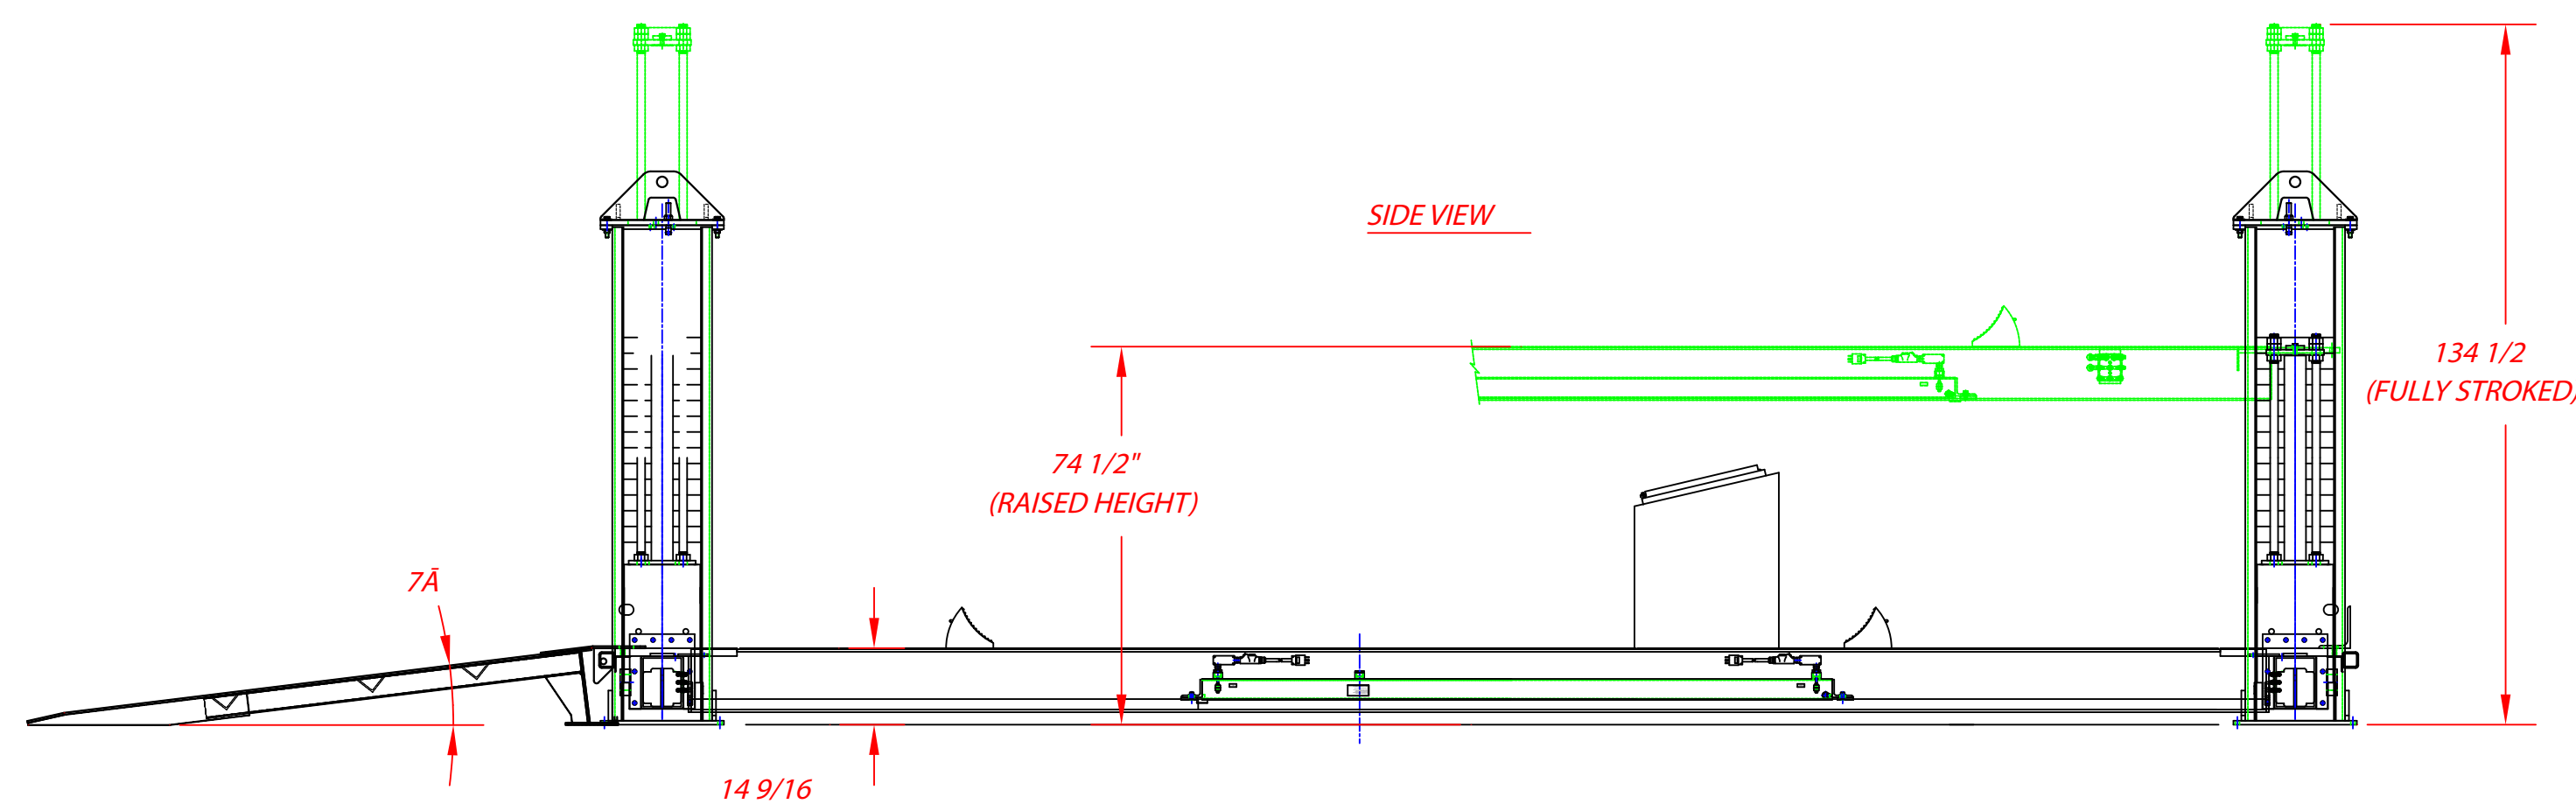 SIDE VIEW
134 1/2
(FULLY STROKED)
74 1/2"
(RAISED HEIGHT)
7Ā
14 9/16